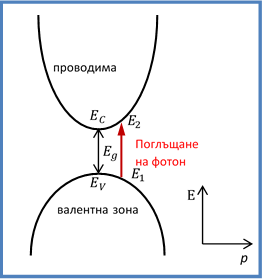 проводима
E_C
E_2
E_g
Поглъщане
на фотон
E_V
E_1
валентна зона
E
p